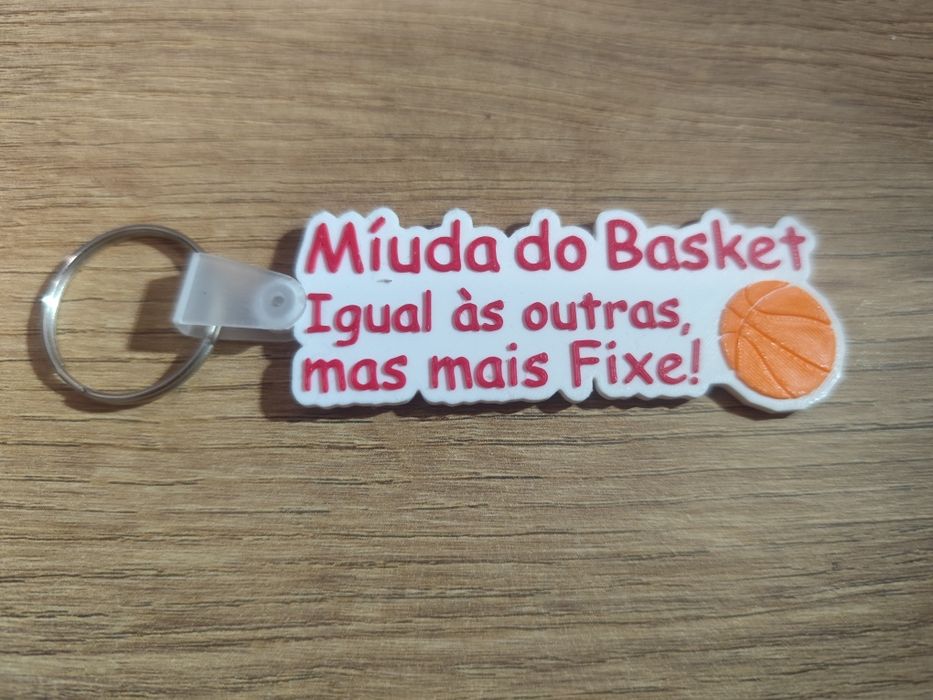 Míuda do Basket
Igual às outras,
mas mais Fixe!